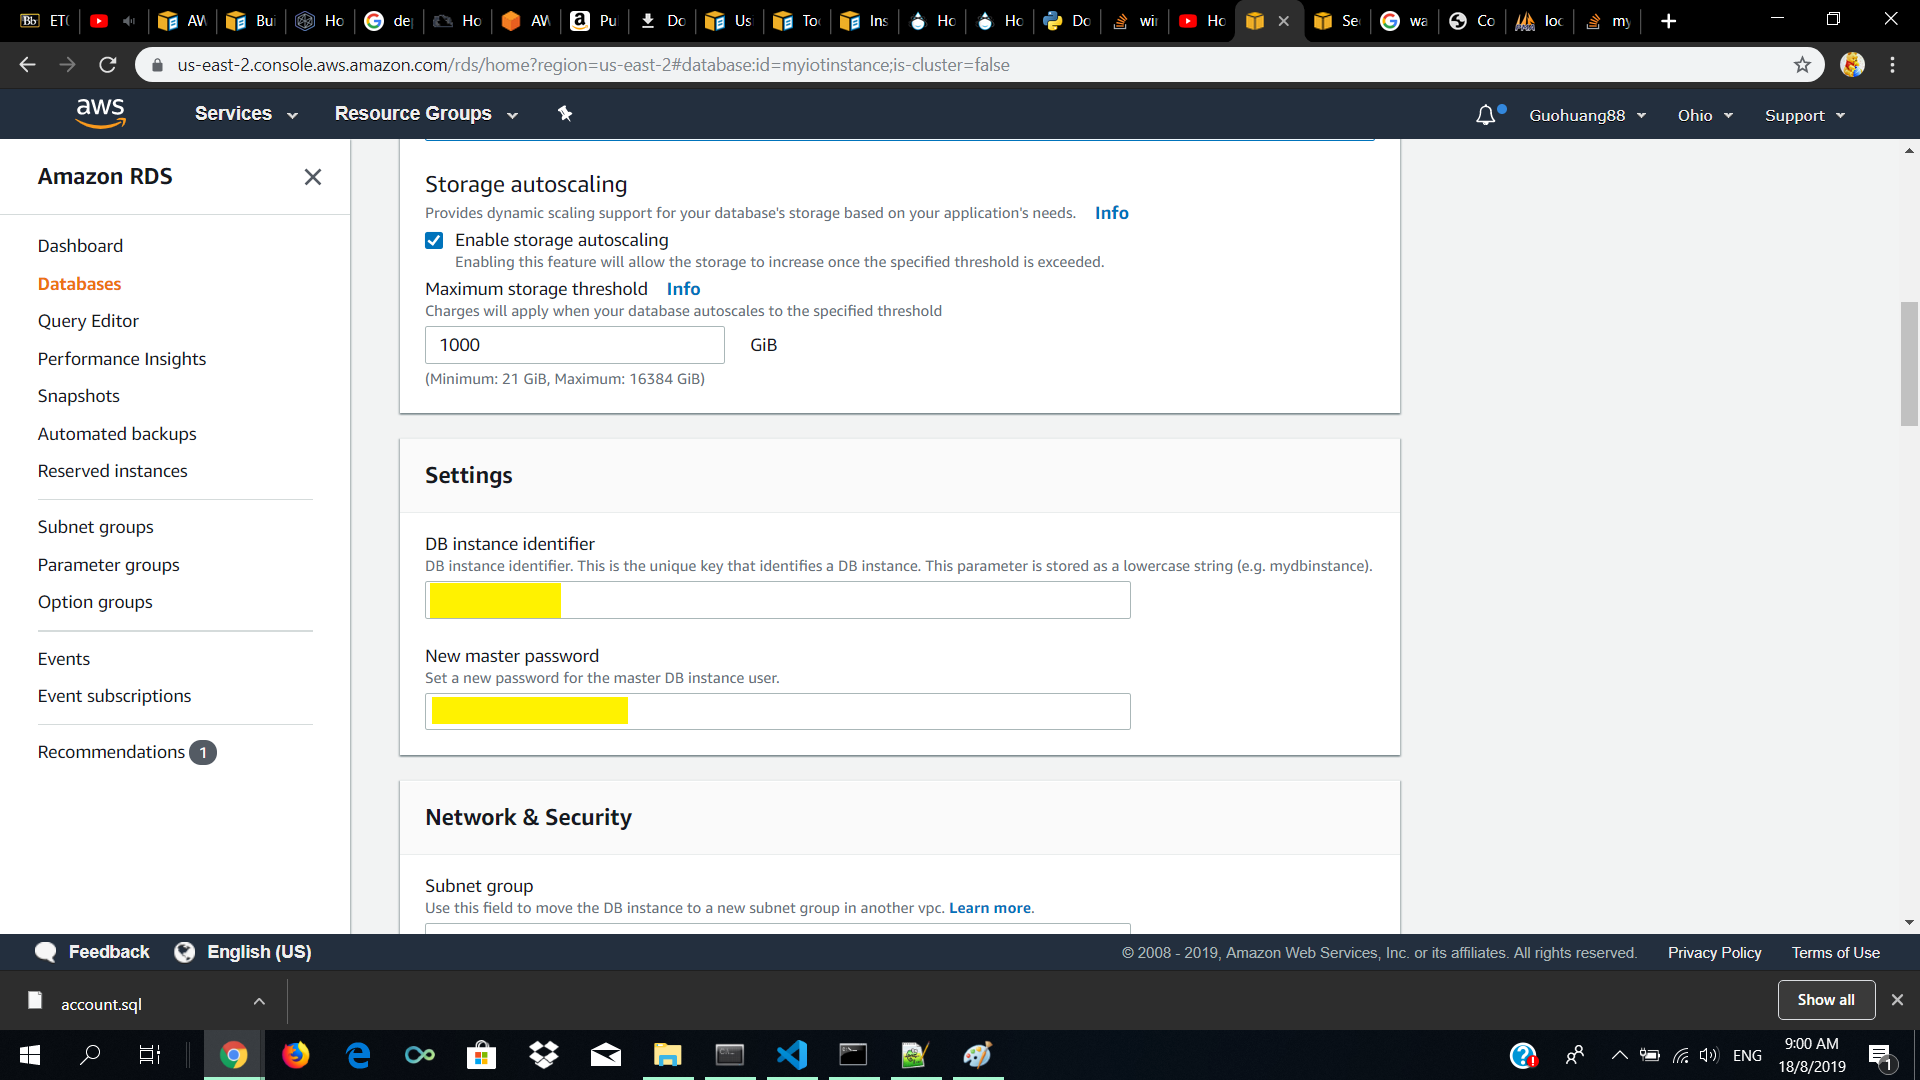 Bb ETC
AW
Bui
Ho
G de
Ho
AW
a Pu
Do
Us
To
Ins
Ho
Ho
Do
wir
Ho
Se
G wa
Co
loc
my
us-east-2.console.aws.amazon.com/rds/home?region=us-east-2#database:id=myiotinstance;is-cluster=false
aws
Services
Resource Groups
Guohuang88
Ohio
Support
Amazon RDS
Dashboard
Databases
Query Editor
Performance Insights
Snapshots
Automated backups
Reserved instances
Subnet groups
Parameter groups
Option groups
Events
Event subscriptions
Recommendations 1
Storage autoscaling
Provides dynamic scaling support for your database's storage based on your application's needs. Info
Enable storage autoscaling
Enabling this feature will allow the storage to increase once the specified threshold is exceeded.
Maximum storage threshold Info
Charges will apply when your database autoscales to the specified threshold
1000 GiB
(Minimum: 21 GiB, Maximum: 16384 GiB)
Settings
DB instance identifier
DB instance identifier. This is the unique key that identifies a DB instance. This parameter is stored as a lowercase string (e.g. mydbinstance).
New master password
Set a new password for the master DB instance user.
Network & Security
Subnet group
Use this field to move the DB instance to a new subnet group in another vpc. Learn more.
Feedback
English (US)
© 2008 - 2019, Amazon Web Services, Inc. or its affiliates. All rights reserved.
Privacy Policy
Terms of Use
account.sql
Show all
ENG
9:00 AM
18/8/2019
1